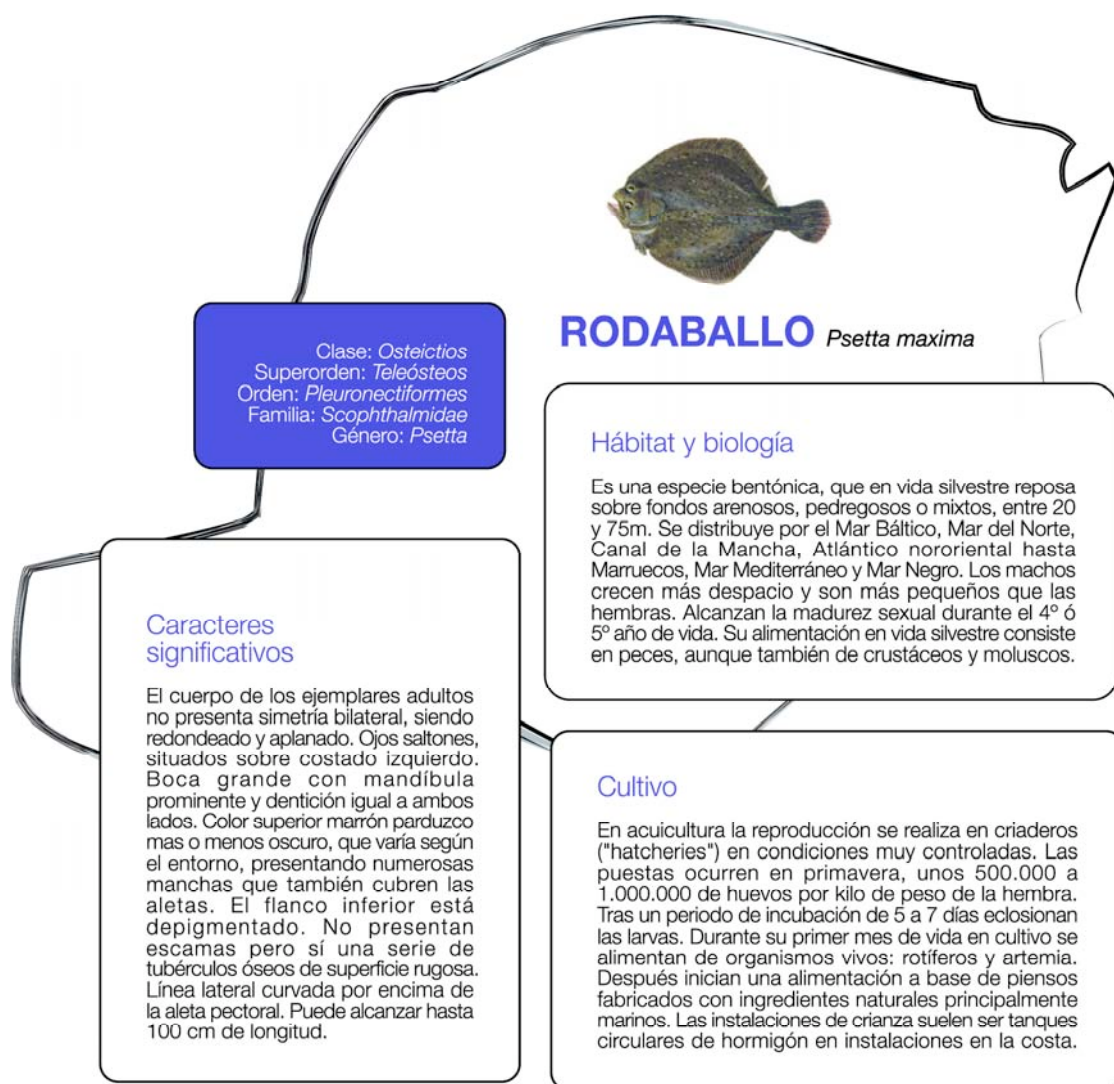 RODABALLO Psetta maxima
Clase: Osteictios
Superorden: Teleósteos
Orden: Pleuronectiformes
Familia: Scophthalmidae
Género: Psetta
Hábitat y biología
Es una especie bentónica, que en vida silvestre reposa
sobre fondos arenosos, pedregosos o mixtos, entre 20
y 75m. Se distribuye por el Mar Báltico, Mar del Norte,
Canal de la Mancha, Atlántico nororiental hasta
Marruecos, Mar Mediterráneo y Mar Negro. Los machos
crecen más despacio y son más pequeños que las
hembras. Alcanzan la madurez sexual durante el 4º ó
5º año de vida. Su alimentación en vida silvestre consiste
en peces, aunque también de crustáceos y moluscos.
Caracteres
significativos
El cuerpo de los ejemplares adultos
no presenta simetría bilateral, siendo
redondeado y aplanado. Ojos saltones,
situados sobre costado izquierdo.
Boca grande con mandíbula
prominente y dentición igual a ambos
lados. Color superior marrón parduzco
mas o menos oscuro, que varía según
el entorno, presentando numerosas
manchas que también cubren las
aletas. El flanco inferior está
depigmentado. No presentan
escamas pero sí una serie de
tubérculos óseos de superficie rugosa.
Línea lateral curvada por encima de
la aleta pectoral. Puede alcanzar hasta
100 cm de longitud.
Cultivo
En acuicultura la reproducción se realiza en criaderos
("hatcheries") en condiciones muy controladas. Las
puestas ocurren en primavera, unos 500.000 a
1.000.000 de huevos por kilo de peso de la hembra.
Tras un periodo de incubación de 5 a 7 días eclosionan
las larvas. Durante su primer mes de vida en cultivo se
alimentan de organismos vivos: rotíferos y artemia.
Después inician una alimentación a base de piensos
fabricados con ingredientes naturales principalmente
marinos. Las instalaciones de crianza suelen ser tanques
circulares de hormigón en instalaciones en la costa.